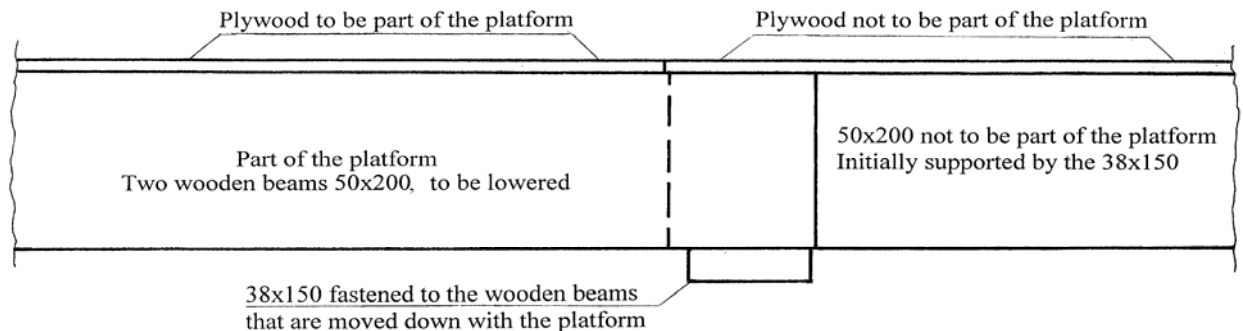 Plywood to be part of the platform
Plywood not to be part of the platform
Part of the platform
Two wooden beams 50x200, to be lowered
50x200 not to be part of the platform
Initially supported by the 38x150
38x150 fastened to the wooden beams
that are moved down with the platform